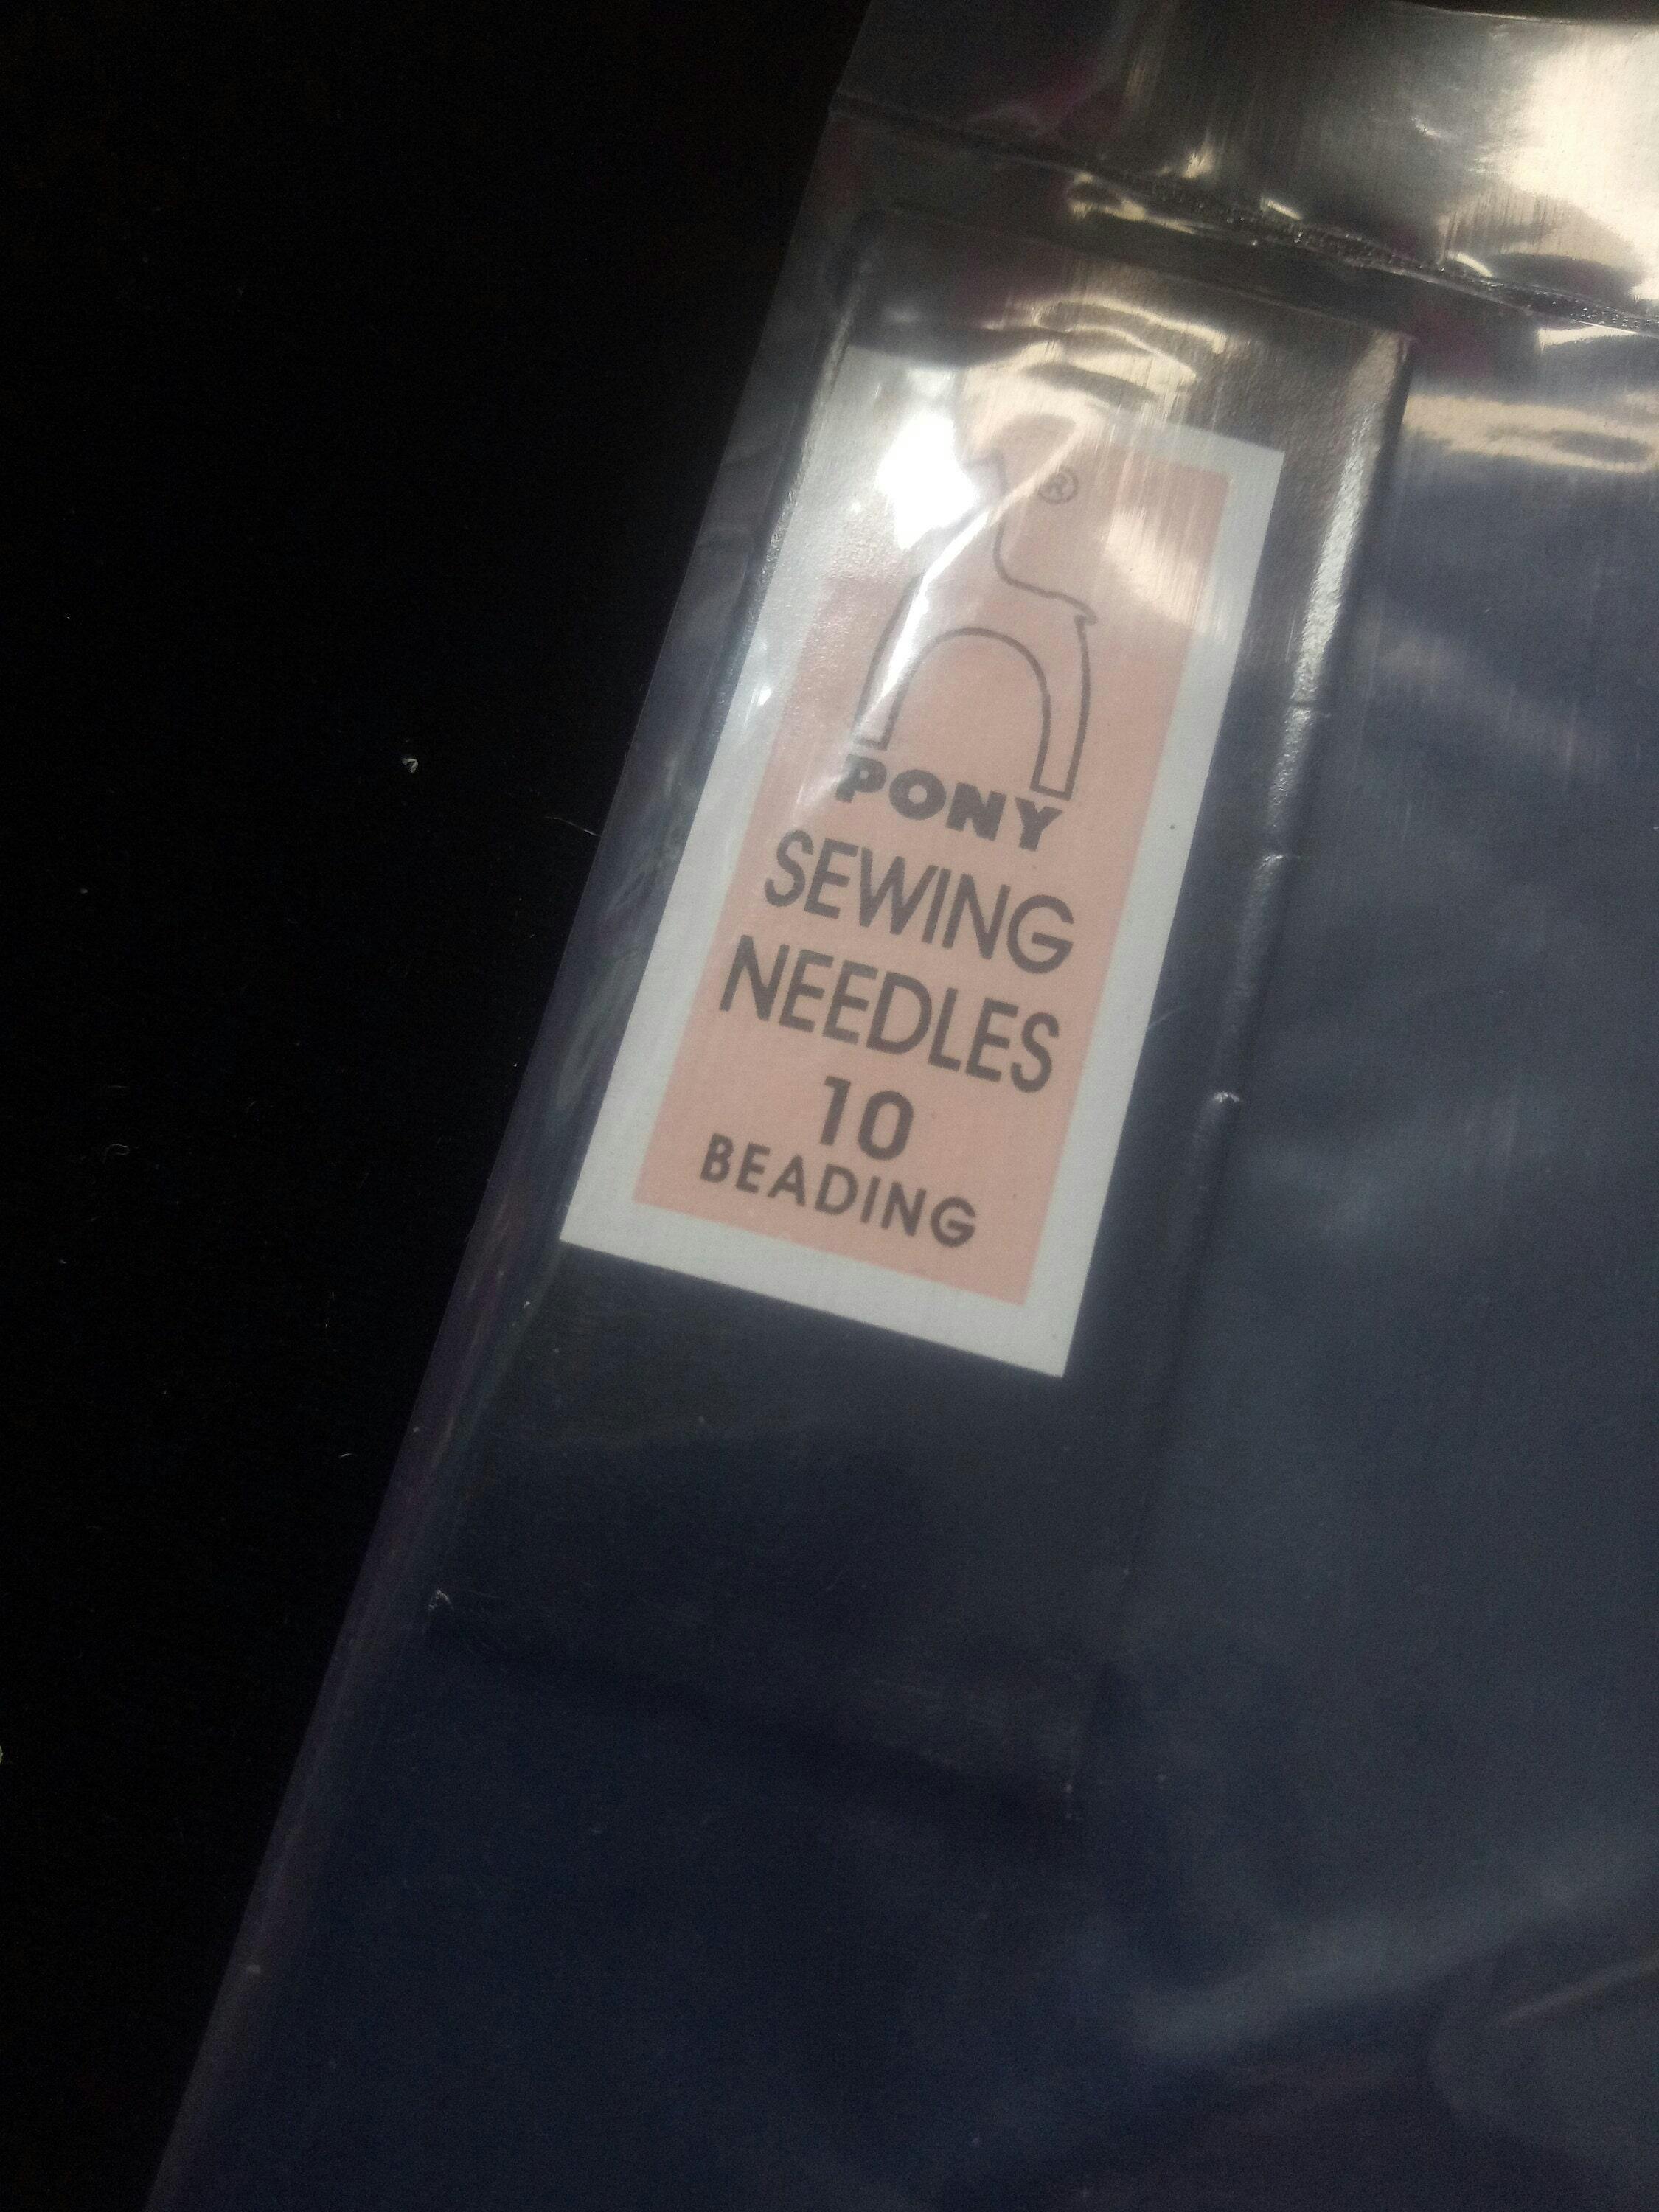 ®
PONY
SEWING
NEEDLES
10
BEADING